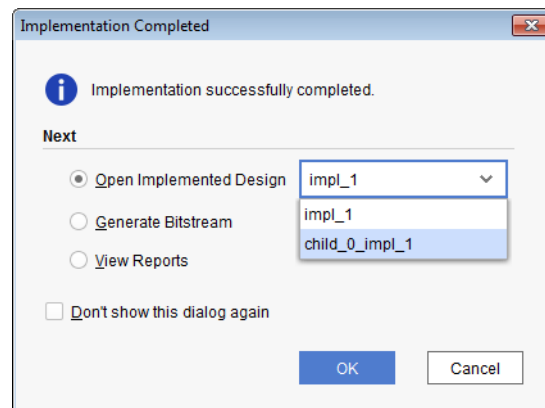 Implementation Completed
Implementation successfully completed.
Next
Open Implemented Design
impl_1
impl_1
child_0_impl_1
Generate Bitstream
View Reports
Don't show this dialog again
OK
Cancel